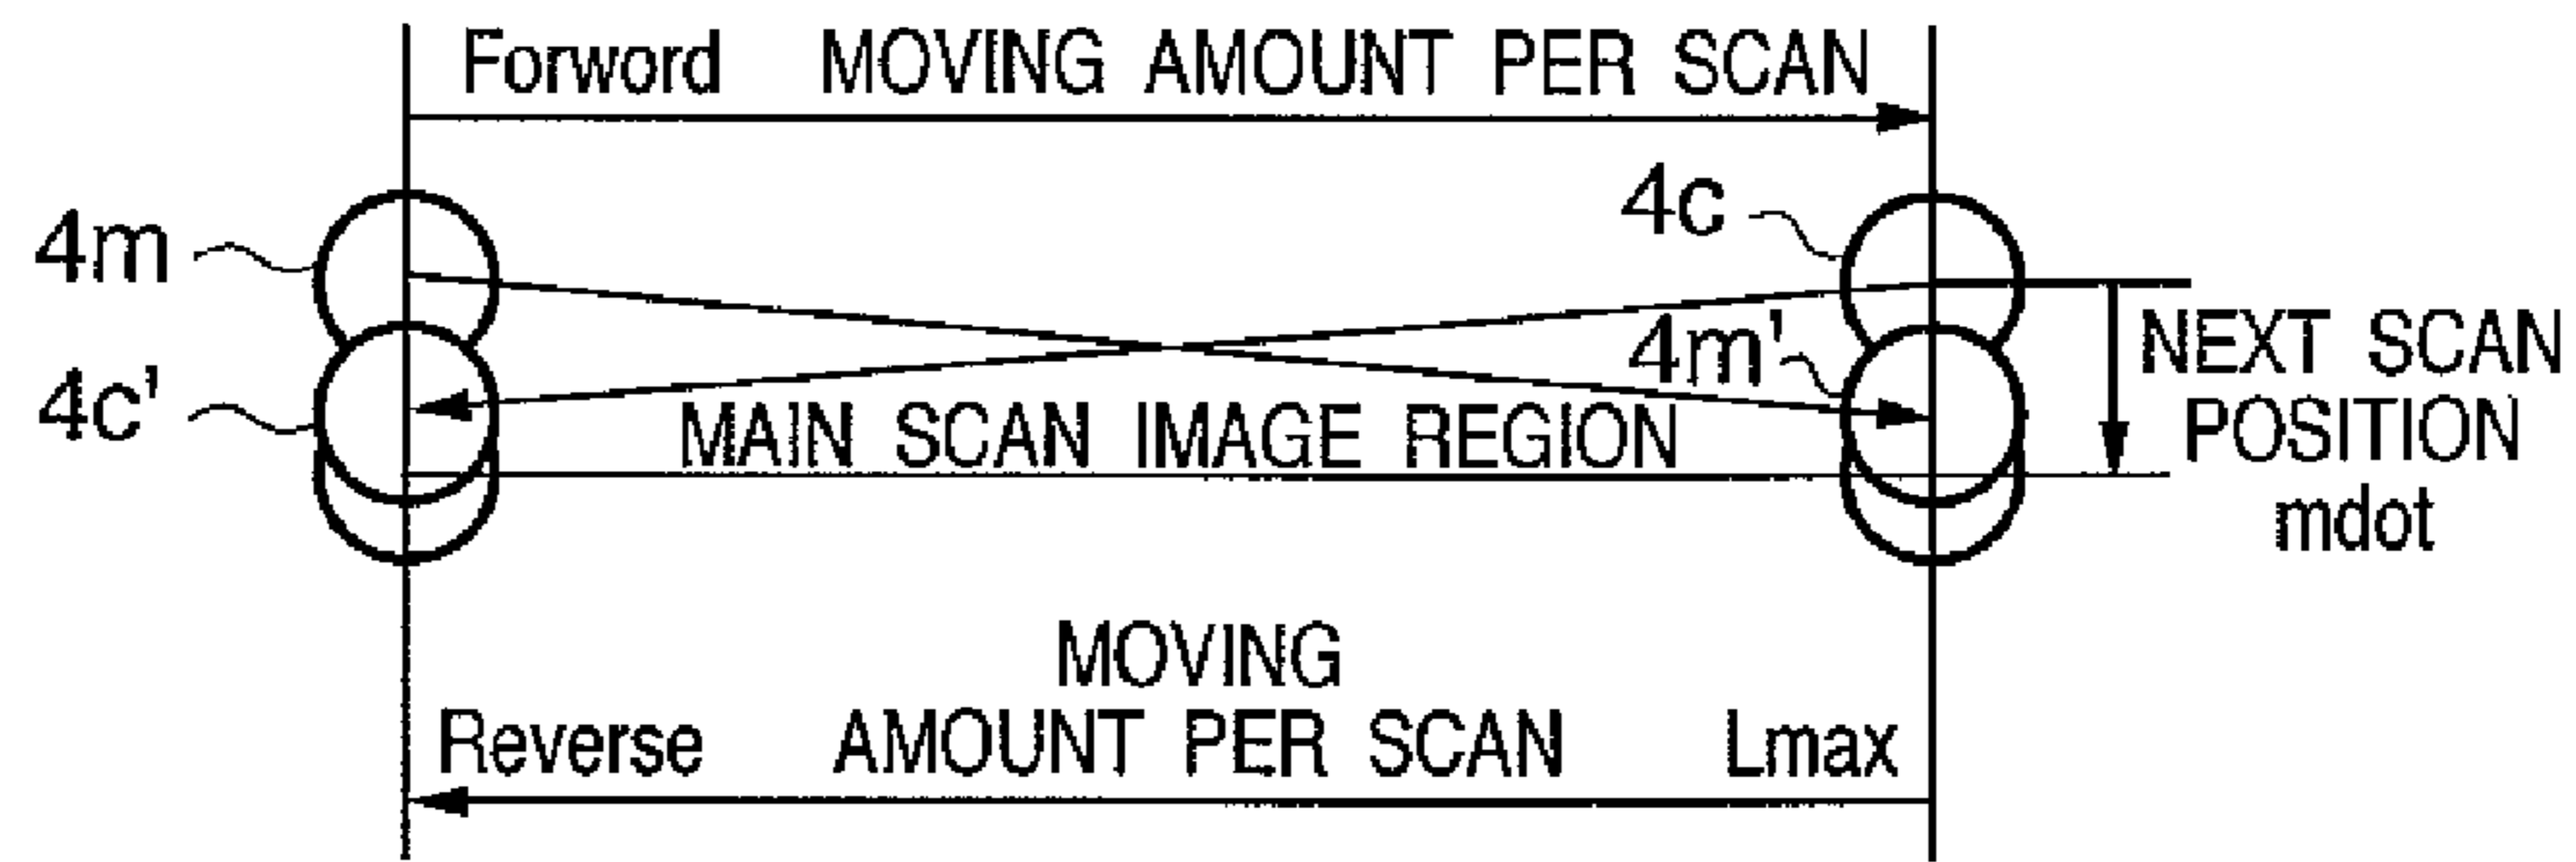 Forword MOVING AMOUNT PER SCAN
4m
4c
4c'
4m'
NEXT SCAN
POSITION
mdot
MAIN SCAN IMAGE REGION
MOVING
Reverse AMOUNT PER SCAN Lmax